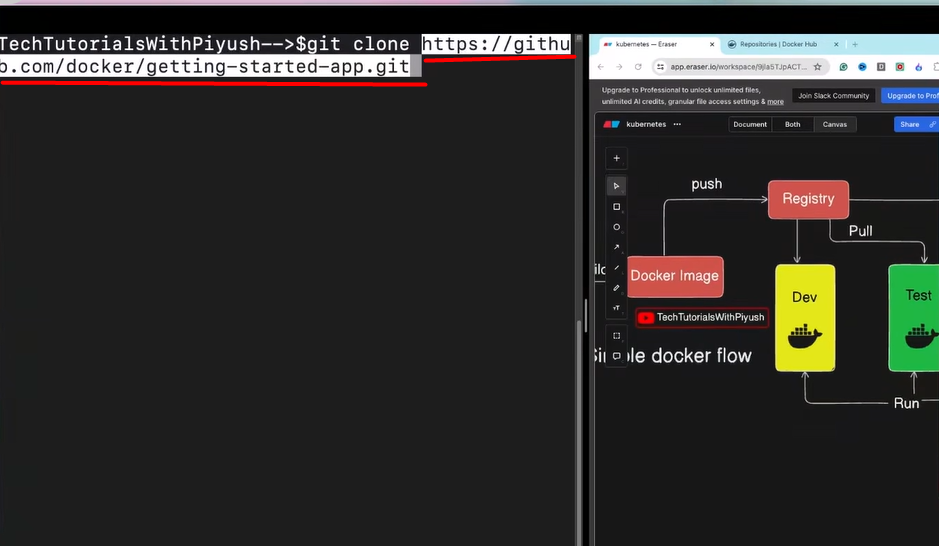 TechTutorialsWithPiyush-->$git clone https://githu
b.com/docker/getting-started-app.git
kubernetes — Eraser
Repositories | Docker Hub
app.eraser.io/workspace/9jla5TJpACT...
Upgrade to Professional to unlock unlimited files,
unlimited AI credits, granular file access settings & more
Join Slack Community
Upgrade to Prof
kubernetes
Document
Both
Canvas
Share
push
Registry
Pull
Docker Image
Dev
Test
TechTutorialsWithPiyush
Simple docker flow
Run